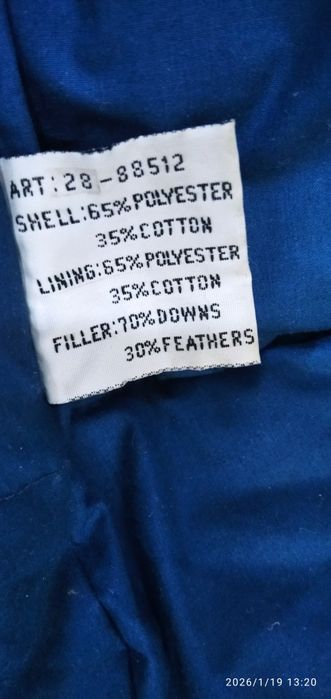 ART:28-88512
SHELL:65%POLYESTER
35%COTTON
LINING:65%POLYESTER
35%COTTON
FILLER:70%DOWNS
30%FEATHERS
2026/1/19 13:20